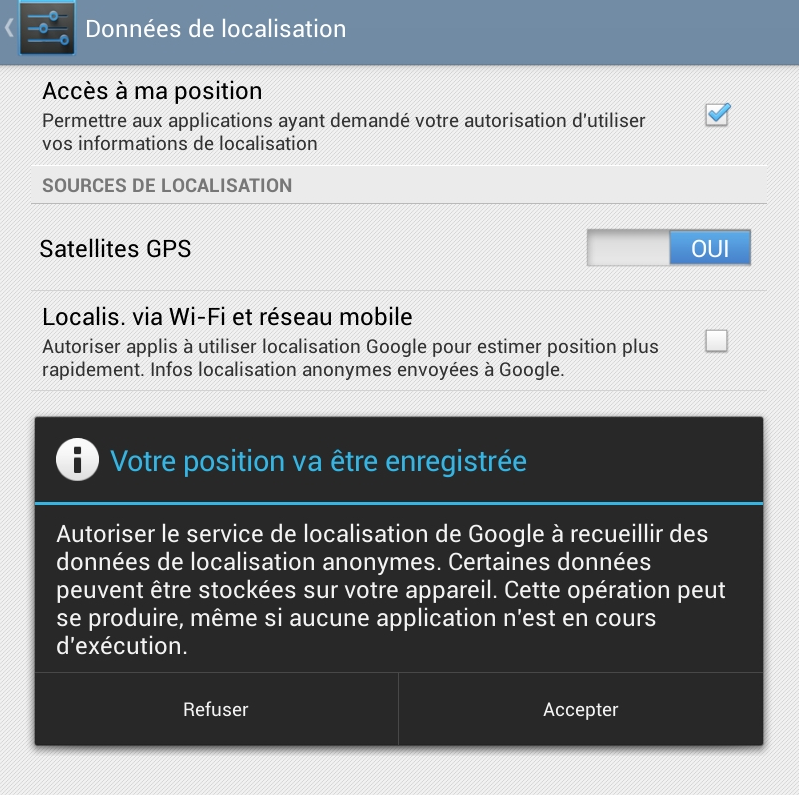 Données de localisation
Accès à ma position
Permettre aux applications ayant demandé votre autorisation d'utiliser
vos informations de localisation
SOURCES DE LOCALISATION
Satellites GPS
OUI
Localis. via Wi-Fi et réseau mobile
Autoriser applis à utiliser localisation Google pour estimer position plus
rapidement. Infos localisation anonymes envoyées à Google.
Votre position va être enregistrée
Autoriser le service de localisation de Google à recueillir des
données de localisation anonymes. Certaines données
peuvent être stockées sur votre appareil. Cette opération peut
se produire, même si aucune application n'est en cours
d'exécution.
Refuser
Accepter